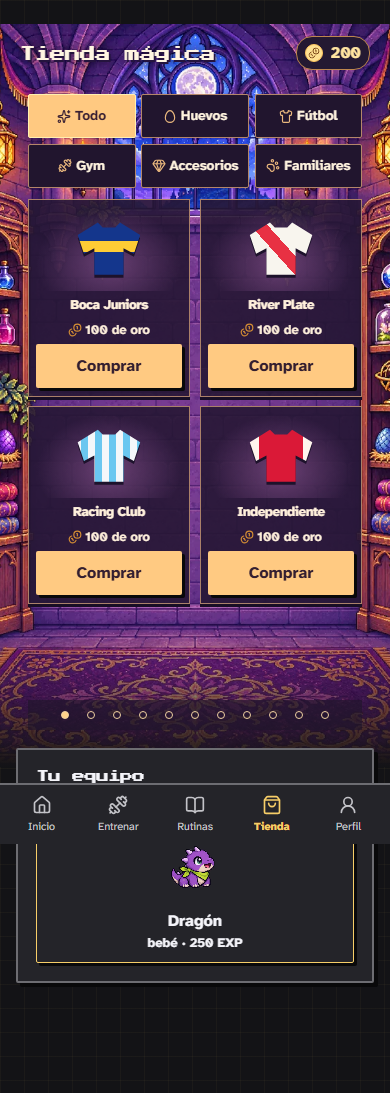 Tienda mágica
200
Todo
Huevos
Fútbol
Gym
Accesorios
Familiares
Boca Juniors
River Plate
100 de oro
100 de oro
Comprar
Comprar
Racing Club
Independiente
100 de oro
100 de oro
Comprar
Comprar
Tu equipo
Inicio
Entrenar
Rutinas
Tienda
Perfil
Dragón
bebé · 250 EXP